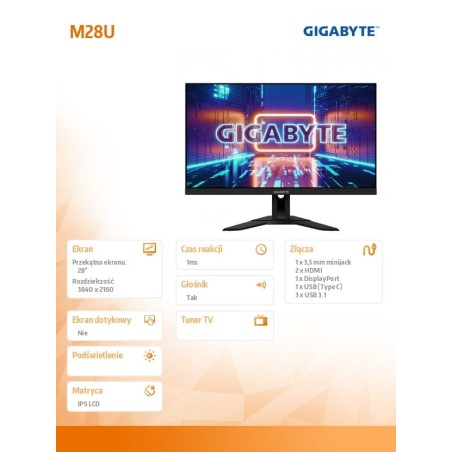 M28U
GIGABYTE™
GIGABYTE
GIGABYTE
Ekran
Przekątna ekranu:
28"
Rozdzielczość:
3840 x 2160
Ekran dotykowy
Nie
Podświetlenie
Matryca
IPS LCD
Czas reakcji
1ms
Głośnik
Tak
Tuner TV
Złącza
1 x 3,5 mm minijack
2 x HDMI
1 x DisplayPort
1 x USB (Type C)
3 x USB 3.1